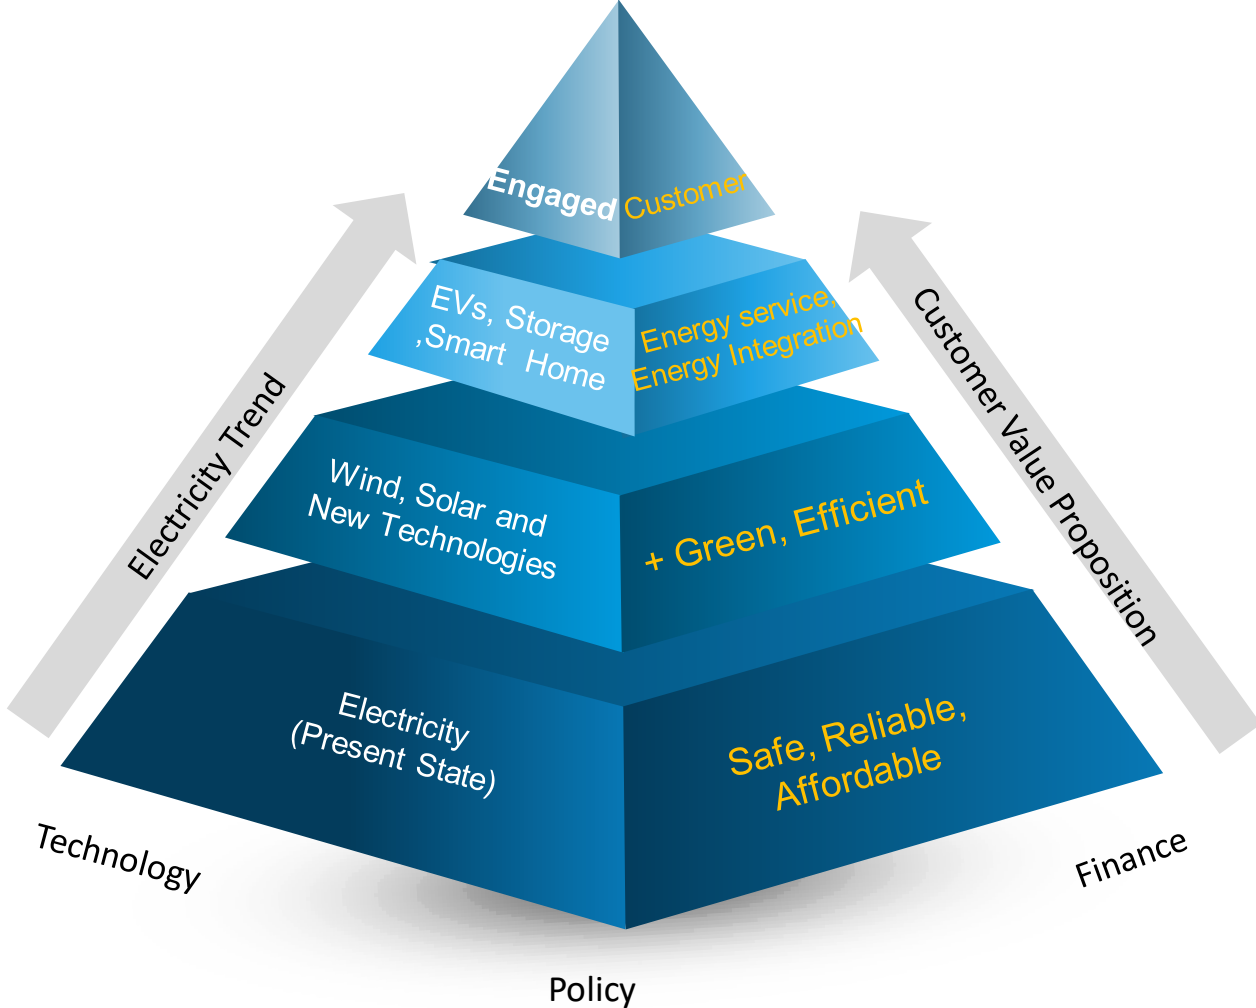 Engaged Customer
EVs, Storage
,Smart Home
Energy service,
Energy Integration
Wind, Solar and
New Technologies
+ Green, Efficient
Electricity
(Present State)
Safe, Reliable,
Affordable
Electricity Trend
Customer Value Proposition
Technology
Finance
Policy